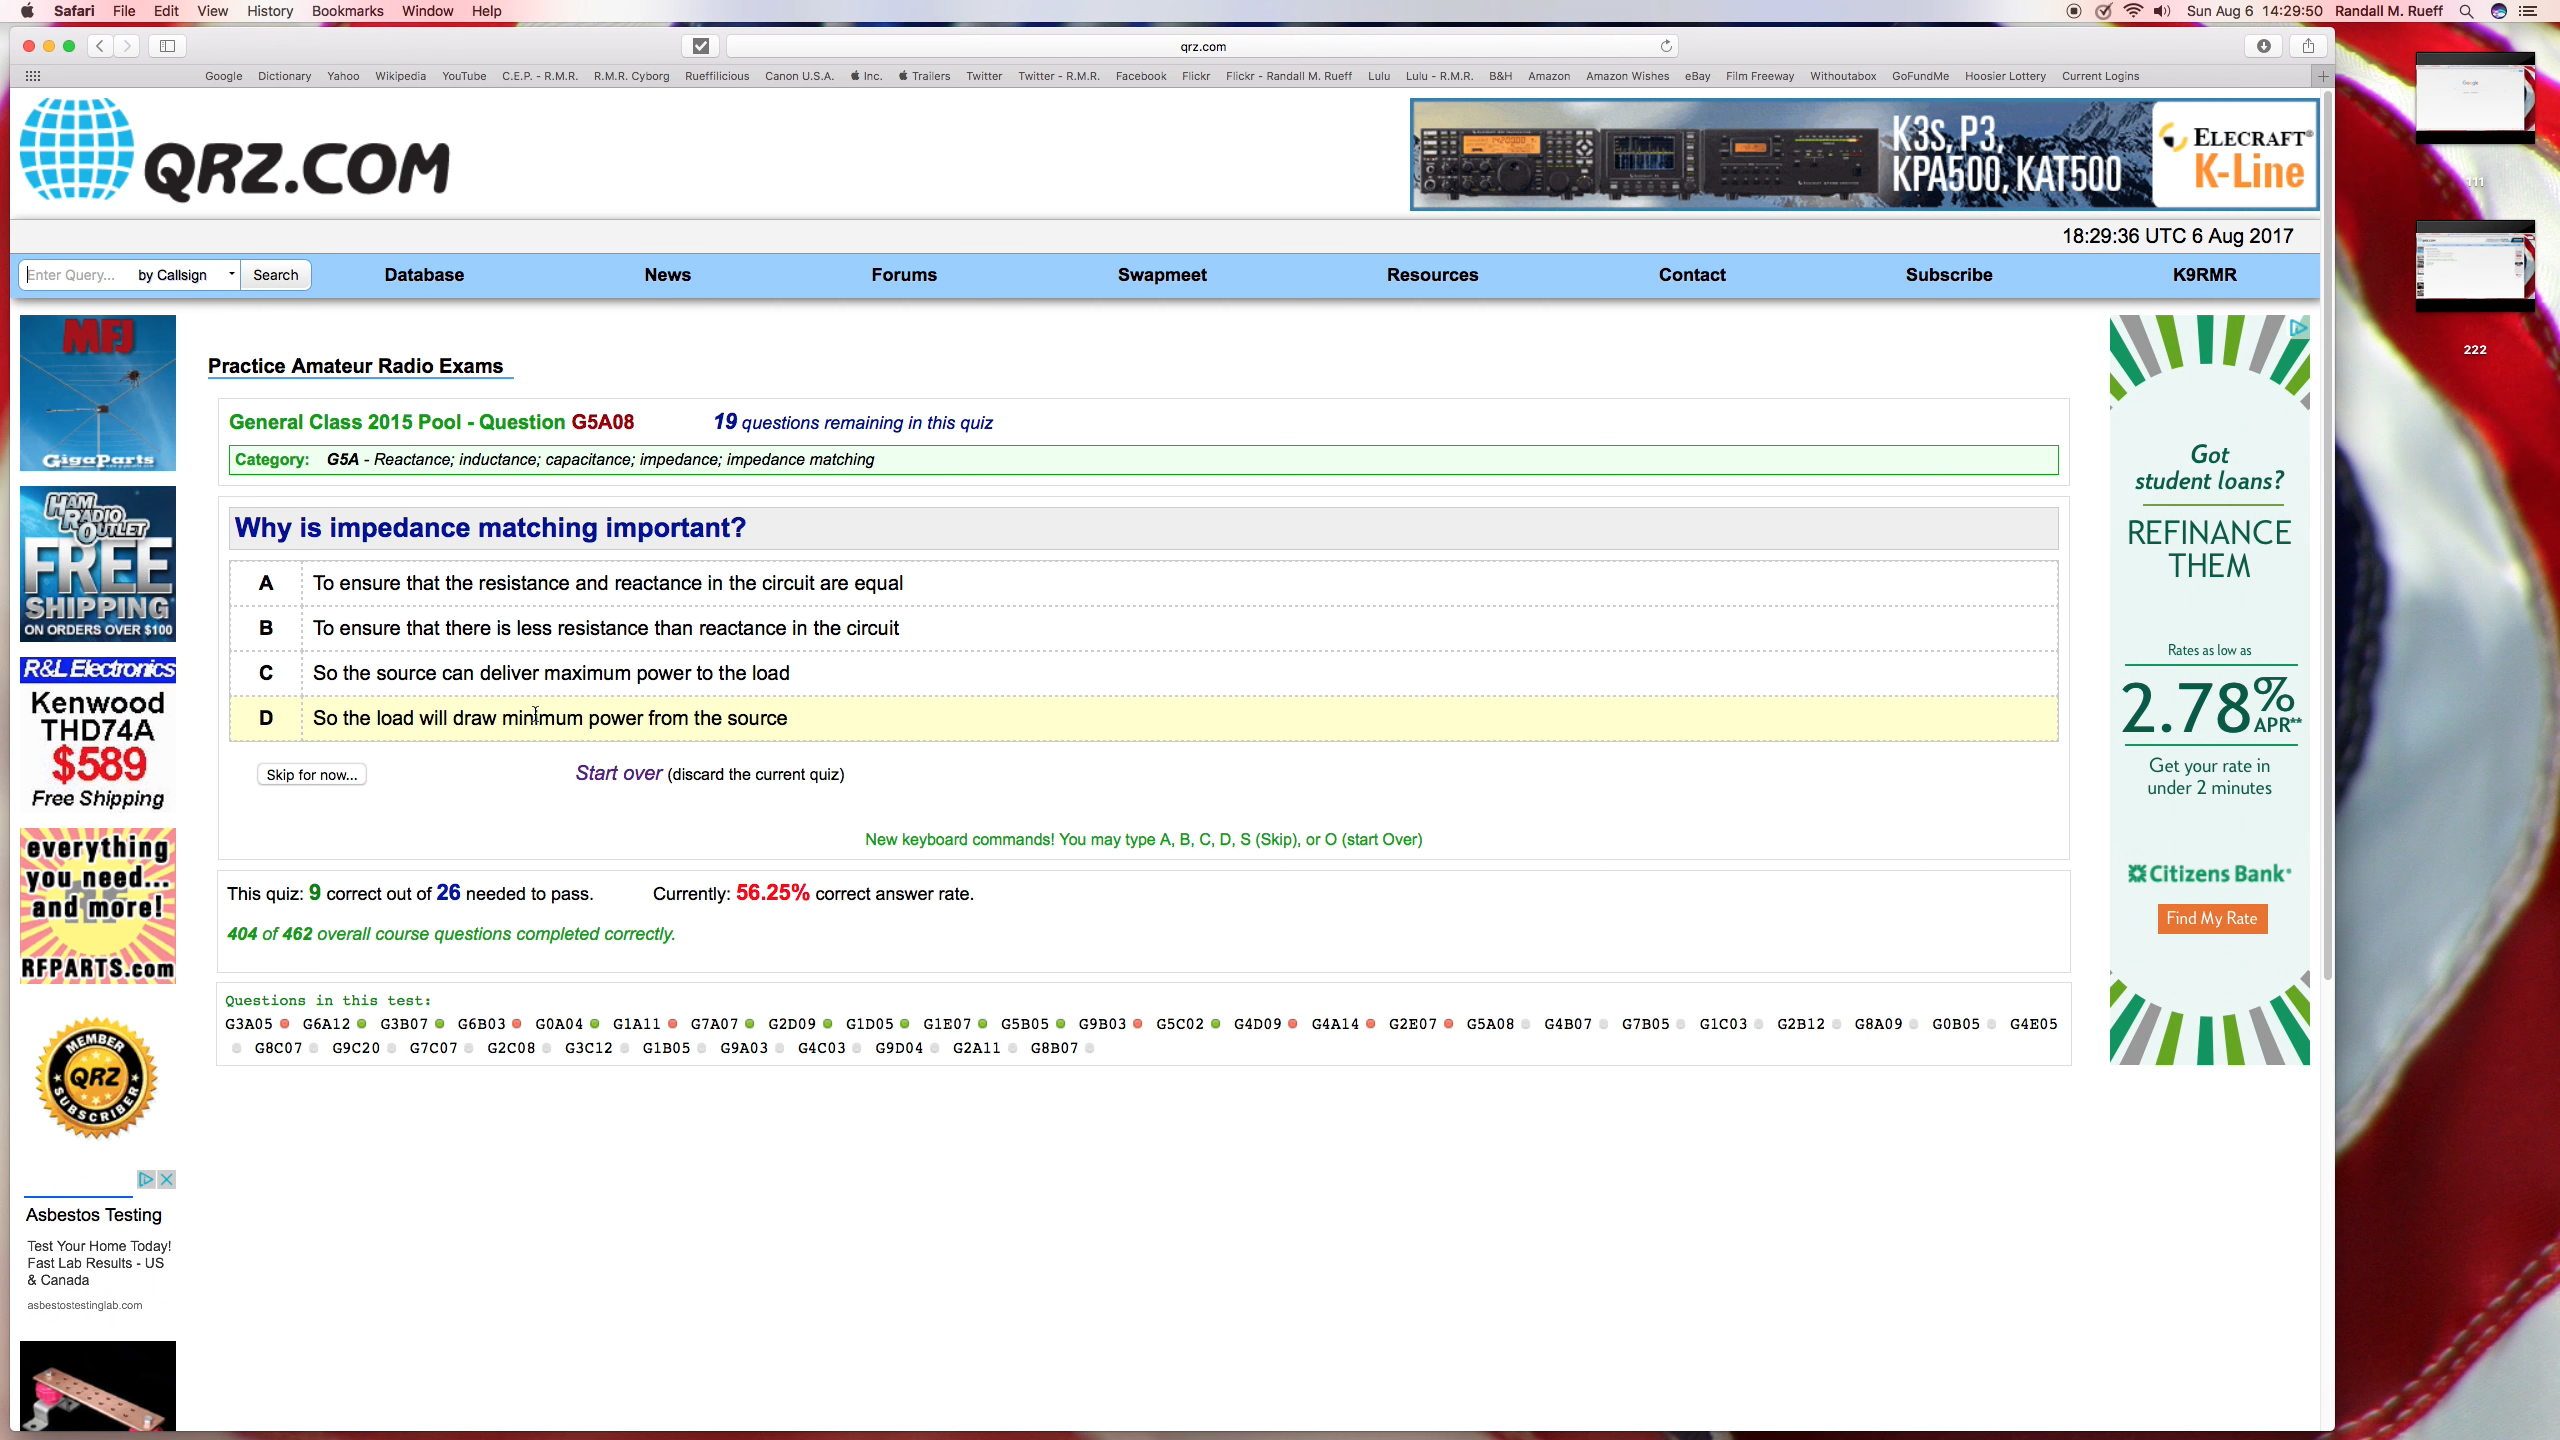 Safari File Edit View History Bookmarks Window Help
Sun Aug 6 14:29:50 Randall M. Rueff
qrz.com
Google Dictionary Yahoo Wikipedia YouTube C.E.P. - R.M.R. R.M.R. Cyborg Rueffilicious Canon U.S.A. Inc. Trailers Twitter Twitter - R.M.R. Facebook Flickr Flickr - Randall M. Rueff Lulu Lulu - R.M.R. B&H Amazon Amazon Wishes eBay Film Freeway Withoutabox GoFundMe Hoosier Lottery Current Logins
QRZ.COM
K3s, P3,
KPA500, KAT500
ELECRAFT®
K-Line
111
222
18:29:36 UTC 6 Aug 2017
Enter Query... by Callsign Search Database News Forums Swapmeet Resources Contact Subscribe K9RMR
MFJ
GigaParts
HAM
RADIO
OUTLET
FREE
SHIPPING
ON ORDERS OVER $100
R&L Electronics
Kenwood
THD74A
$589
Free Shipping
everything
you need...
and more!
RFPARTS.com
MEMBER
QRZ
SUBSCRIBER
Asbestos Testing
Test Your Home Today!
Fast Lab Results - US
& Canada
asbestostestinglab.com
Practice Amateur Radio Exams
General Class 2015 Pool - Question G5A08 19 questions remaining in this quiz
Category: G5A - Reactance; inductance; capacitance; impedance; impedance matching
Why is impedance matching important?
A To ensure that the resistance and reactance in the circuit are equal
B To ensure that there is less resistance than reactance in the circuit
C So the source can deliver maximum power to the load
D So the load will draw minimum power from the source
Skip for now... Start over (discard the current quiz)
New keyboard commands! You may type A, B, C, D, S (Skip), or O (start Over)
This quiz: 9 correct out of 26 needed to pass. Currently: 56.25% correct answer rate.
404 of 462 overall course questions completed correctly.
Questions in this test:
G3A05 G6A12 G3B07 G6B03 G0A04 G1A11 G7A07 G2D09 G1D05 G1E07 G5B05 G9B03 G5C02 G4D09 G4A14 G2E07 G5A08 G4B07 G7B05 G1C03 G2B12 G8A09 G0B05 G4E05
G8C07 G9C20 G7C07 G2C08 G3C12 G1B05 G9A03 G4C03 G9D04 G2A11 G8B07
Got
student loans?
REFINANCE
THEM
Rates as low as
2.78% APR**
Get your rate in
under 2 minutes
Citizens Bank
Find My Rate